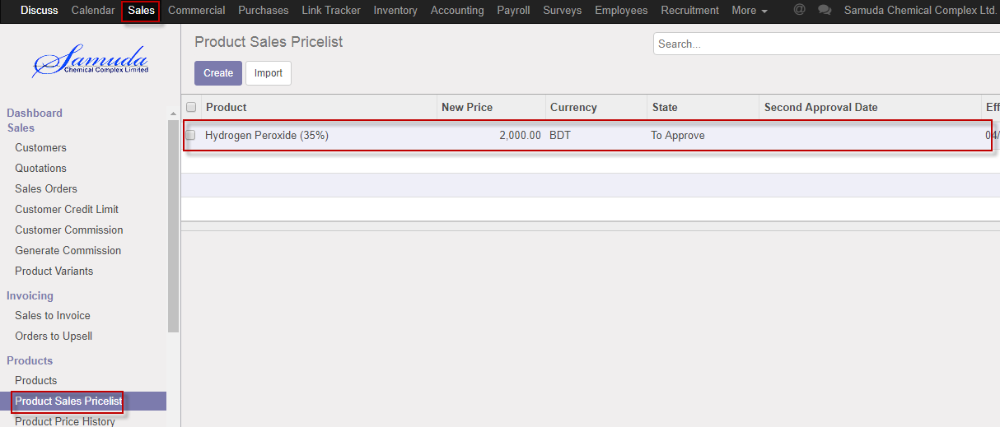 Discuss Calendar Sales Commercial Purchases Link Tracker Inventory Accounting Payroll Surveys Employees Recruitment More @ Samuda Chemical Complex Ltd.
Samuda
Chemical Complex Limited
Dashboard
Sales
Customers
Quotations
Sales Orders
Customer Credit Limit
Customer Commission
Generate Commission
Product Variants
Invoicing
Sales to Invoice
Orders to Upsell
Products
Products
Product Sales Pricelist
Product Price History
Product Sales Pricelist
Search...
Create Import
Product New Price Currency State Second Approval Date Eff
Hydrogen Peroxide (35%) 2,000.00 BDT To Approve 04/